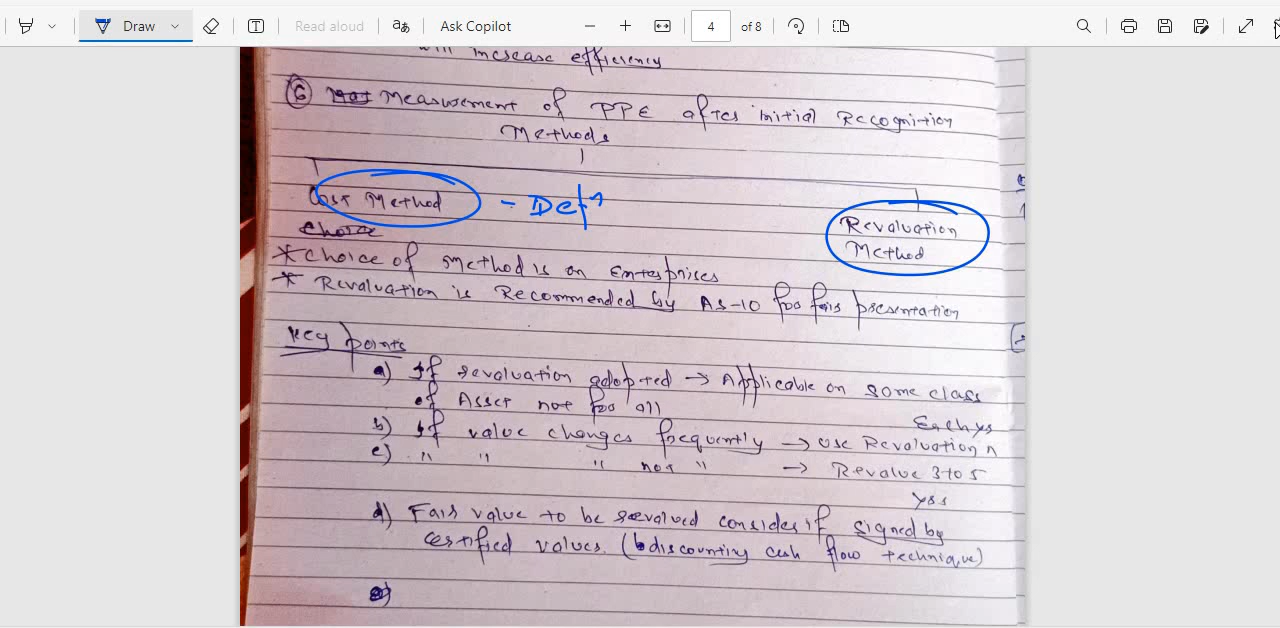 Draw
Read aloud
aあ
Ask Copilot
4
of 8
will increase efficiency
6 Measurement of PPE after initial Recognition
Methods
Cost Method - Defn
Revaluation
Method
* Choice of method is on Enterprises
* Revaluation is Recommended by AS-10 for fair presentation
Key points
a) If revaluation adopted → Applicable on some class
of Asset not for all
Each yr
b) If value changes frequently → Use Revaluation n
c) " " " not " → Revalue 3 to 5
yrs
d) Fair value to be revalued consider if signed by
certified values. (discounting cash flow technique)
e)